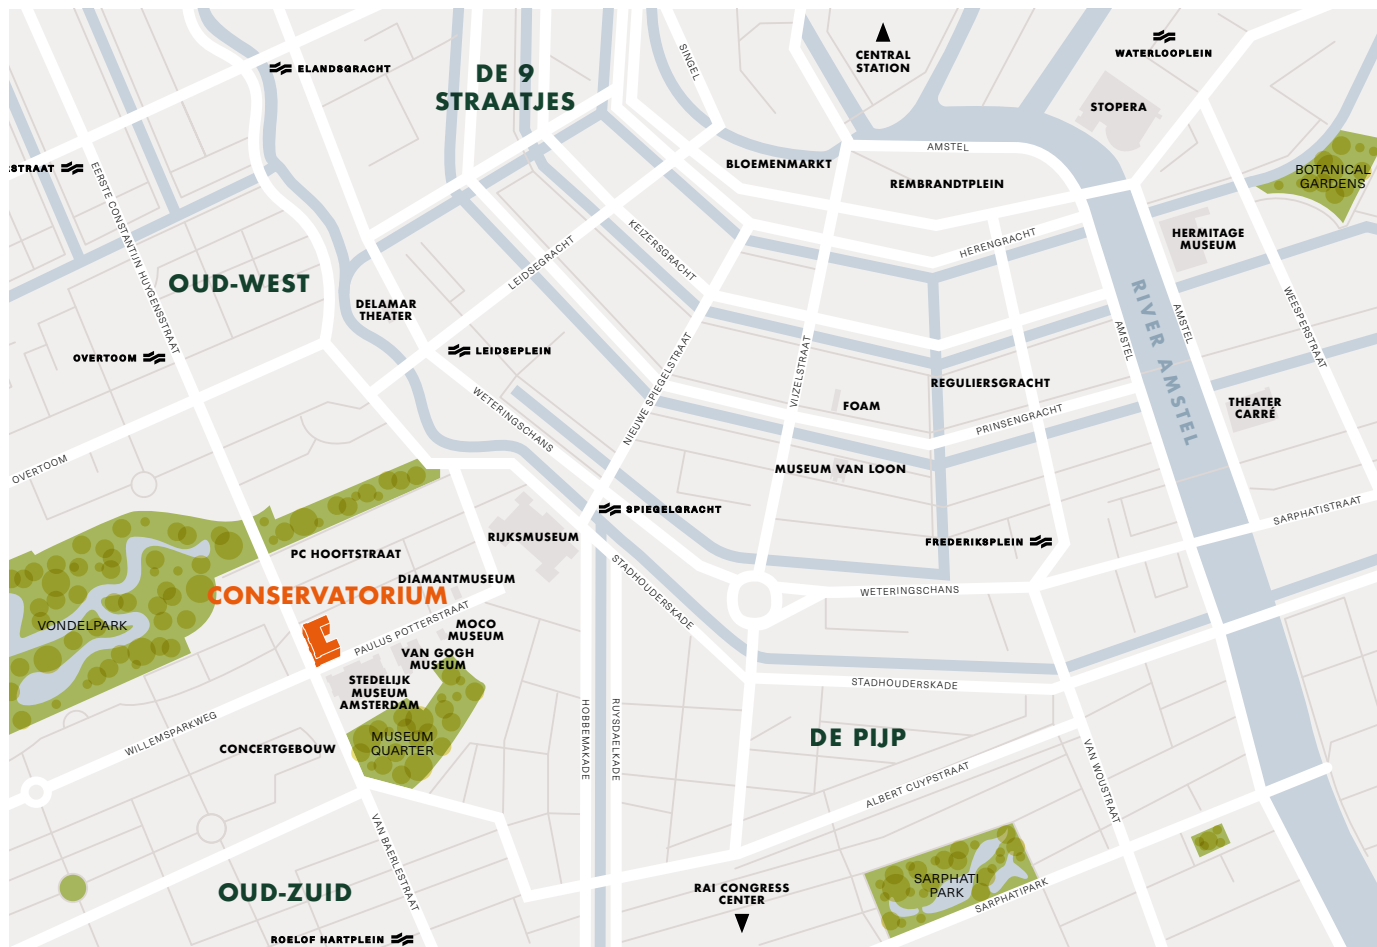 CENTRAL
STATION
WATERLOOPLEIN
ELANDSGRACHT
DE 9
STRAATJES
SINGEL
STOPERA
STRAAT
BLOEMENMARKT
AMSTEL
REMBRANDTPLEIN
BOTANICAL
GARDENS
EERSTE CONSTANTIJN HUYGENSSTRAAT
KEIZERSGRACHT
LEIDSEGRACHT
HERENGRACHT
HERMITAGE
MUSEUM
OUD-WEST
DELAMAR
THEATER
RIVER AMSTEL
AMSTEL
AMSTEL
WEESPERSTRAAT
OVERTOOM
LEIDSEPLEIN
NIEUWE SPIEGELSTRAAT
VIJZELSTRAAT
REGULIERSGRACHT
FOAM
THEATER
CARRÉ
WETERINGSCHANS
PRINSENGRACHT
OVERTOOM
MUSEUM VAN LOON
SPIEGELGRACHT
SARPHATISTRAAT
RIJKSMUSEUM
FREDERIKSPLEIN
PC HOOFTSTRAAT
DIAMANTMUSEUM
CONSERVATORIUM
STADHOUDERSKADE
WETERINGSCHANS
VONDELPARK
PAULUS POTTERSTRAAT
MOCO
MUSEUM
VAN GOGH
MUSEUM
STEDELIJK
MUSEUM
AMSTERDAM
STADHOUDERSKADE
HOBBEMAKADE
RUYSDAELKADE
WILLEMSPARKWEG
CONCERTGEBOUW
MUSEUM
QUARTER
DE PIJP
ALBERT CUYPSTRAAT
VAN WOUSTRAAT
VAN BAERLESTRAAT
OUD-ZUID
RAI CONGRESS
CENTER
SARPHATI
PARK
SARPHATIPARK
ROELOF HARTPLEIN